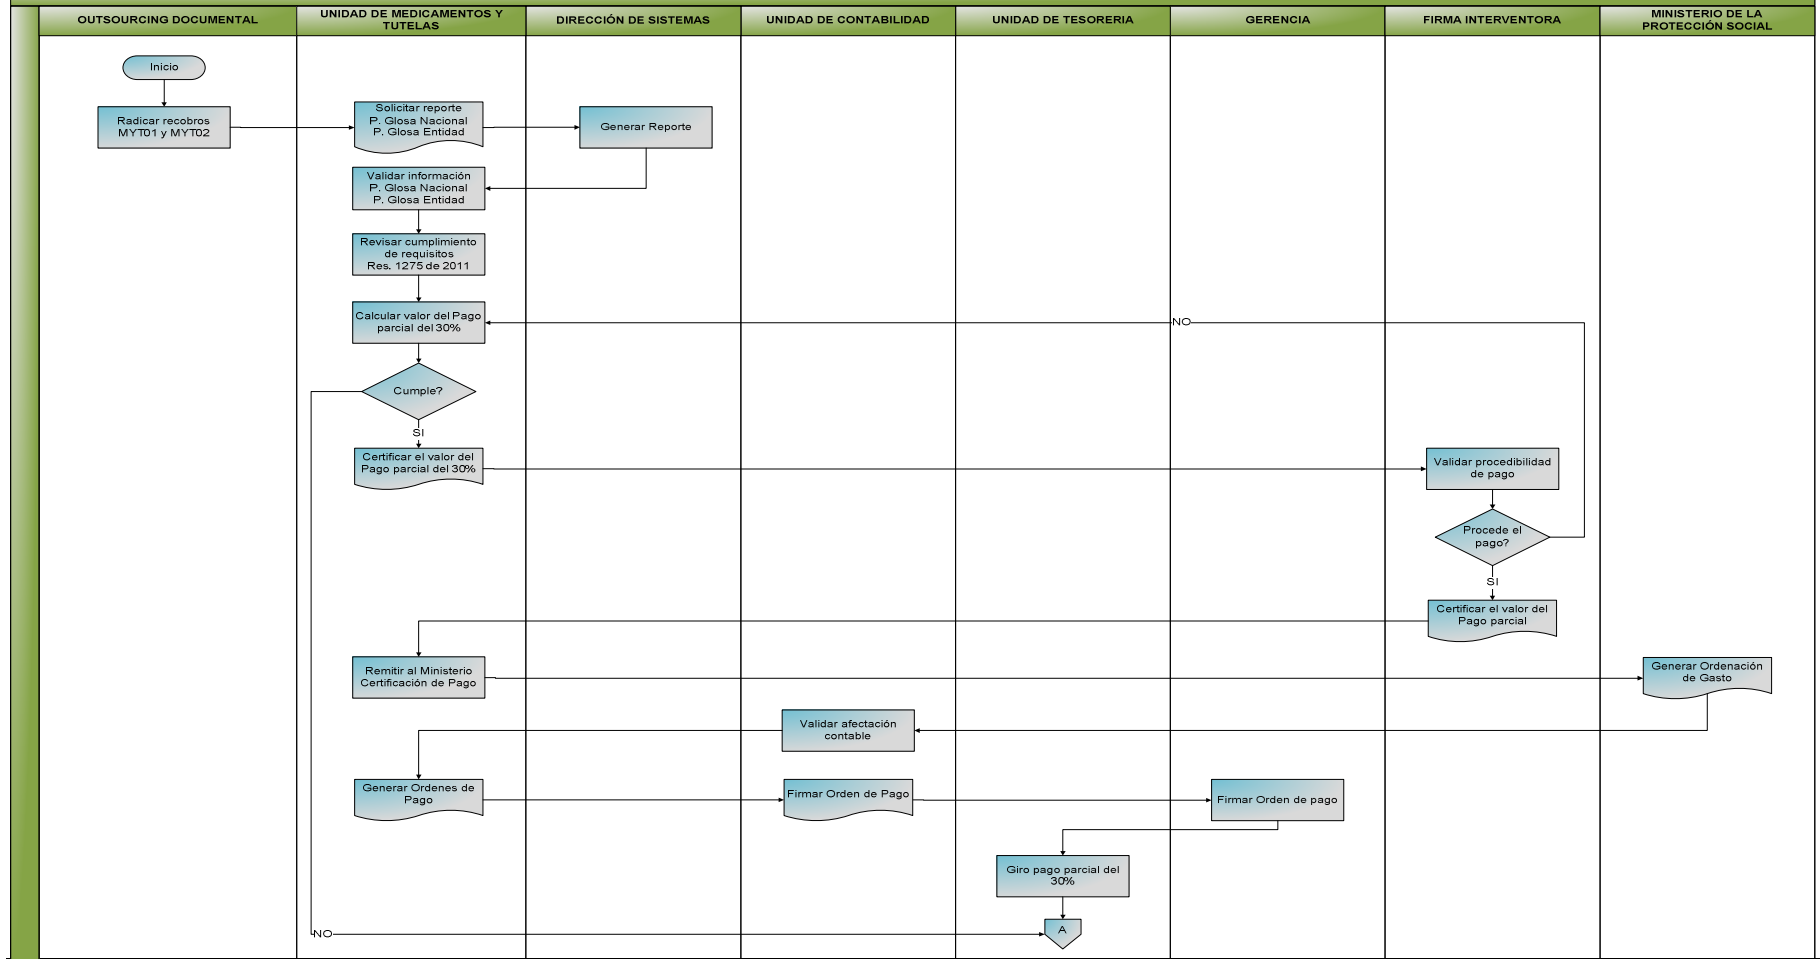 OUTSOURCING DOCUMENTAL
UNIDAD DE MEDICAMENTOS Y
TUTELAS
DIRECCIÓN DE SISTEMAS
UNIDAD DE CONTABILIDAD
UNIDAD DE TESORERIA
GERENCIA
FIRMA INTERVENTORA
MINISTERIO DE LA
PROTECCIÓN SOCIAL
Inicio
Radicar recobros
MYT01 y MYT02
Solicitar reporte
P. Glosa Nacional
P. Glosa Entidad
Generar Reporte
Validar información
P. Glosa Nacional
P. Glosa Entidad
Revisar cumplimiento
de requisitos
Res. 1275 de 2011
Calcular valor del Pago
parcial del 30%
NO
Cumple?
SI
Certificar el valor del
Pago parcial del 30%
Validar procedibilidad
de pago
Procede el
pago?
SI
Certificar el valor del
Pago parcial
Remitir al Ministerio
Certificación de Pago
Generar Ordenación
de Gasto
Validar afectación
contable
Generar Ordenes de
Pago
Firmar Orden de Pago
Firmar Orden de pago
Giro pago parcial del
30%
A
NO